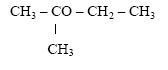 CH₃ – CO – CH₂ – CH₃
|
CH₃